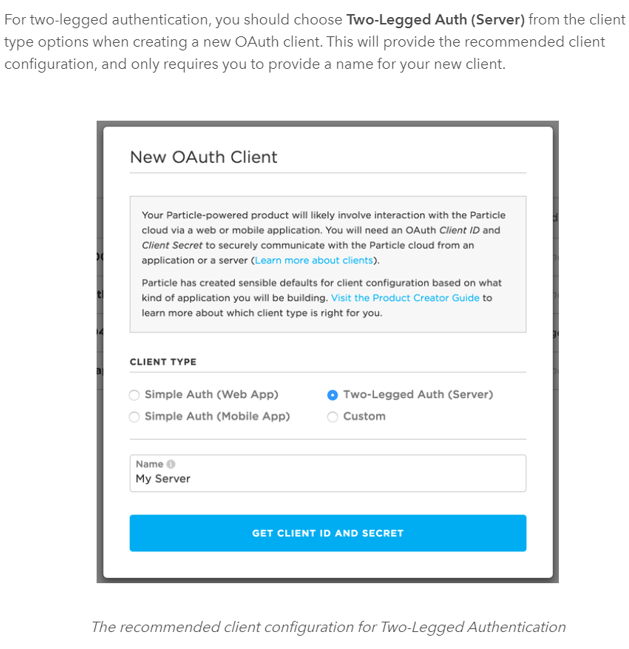 For two-legged authentication, you should choose Two-Legged Auth (Server) from the client
type options when creating a new OAuth client. This will provide the recommended client
configuration, and only requires you to provide a name for your new client.
New OAuth Client
Your Particle-powered product will likely involve interaction with the Particle
cloud via a web or mobile application. You will need an OAuth Client ID and
Client Secret to securely communicate with the Particle cloud from an
application or a server (Learn more about clients).
Particle has created sensible defaults for client configuration based on what
kind of application you will be building. Visit the Product Creator Guide to
learn more about which client type is right for you.
CLIENT TYPE
Simple Auth (Web App)
Two-Legged Auth (Server)
Simple Auth (Mobile App)
Custom
Name
My Server
GET CLIENT ID AND SECRET
The recommended client configuration for Two-Legged Authentication